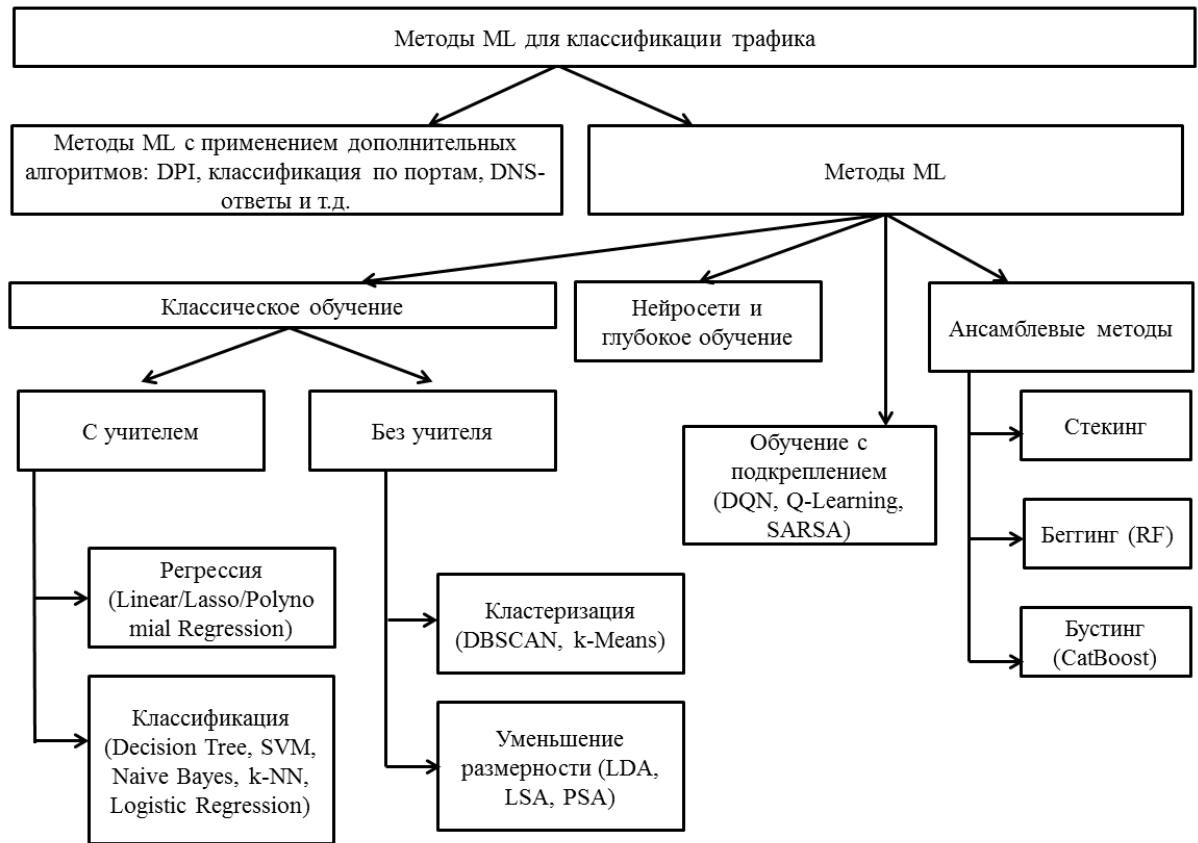 Методы ML для классификации трафика
Методы ML с применением дополнительных
алгоритмов: DPI, классификация по портам, DNS-
ответы и т.д.
Методы ML
Классическое обучение
Нейросети и
глубокое обучение
Ансамблевые методы
С учителем
Без учителя
Обучение с
подкреплением
(DQN, Q-Learning,
SARSA)
Стекинг
Беггинг (RF)
Бустинг
(CatBoost)
Регрессия
(Linear/Lasso/Polyno
mial Regression)
Кластеризация
(DBSCAN, k-Means)
Классификация
(Decision Tree, SVM,
Naive Bayes, k-NN,
Logistic Regression)
Уменьшение
размерности (LDA,
LSA, PSA)